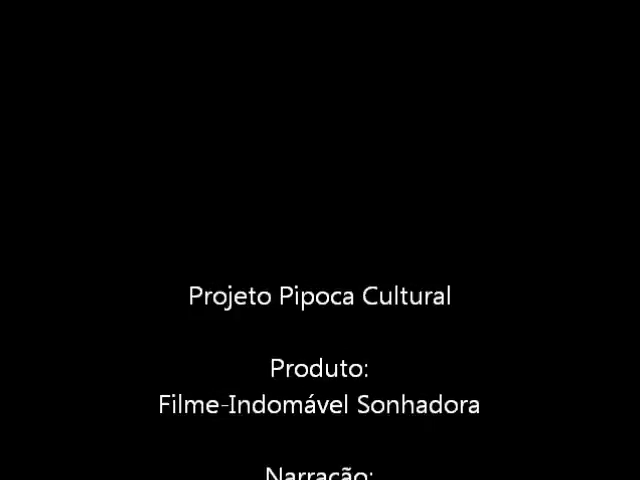 Projeto Pipoca Cultural
Produto:
Filme-Indomável Sonhadora
Narração: